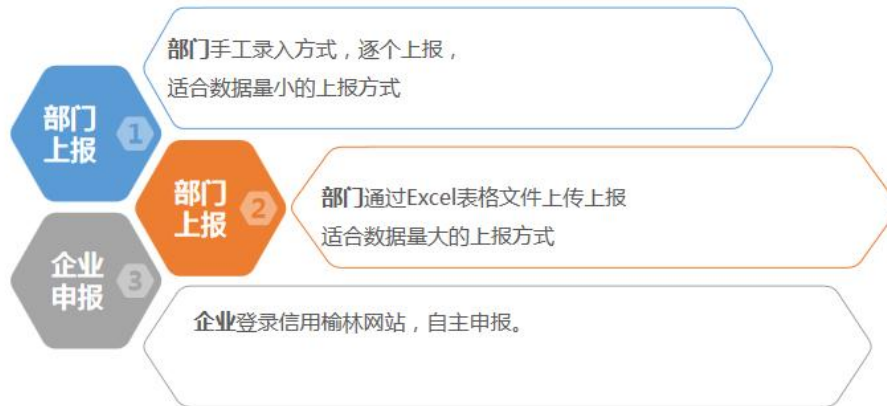 部门手工录入方式，逐个上报，
适合数据量小的上报方式
部门
上报
1
部门
上报
2
部门通过Excel表格文件上传上报
适合数据量大的上报方式
企业
申报
3
企业登录信用榆林网站，自主申报。